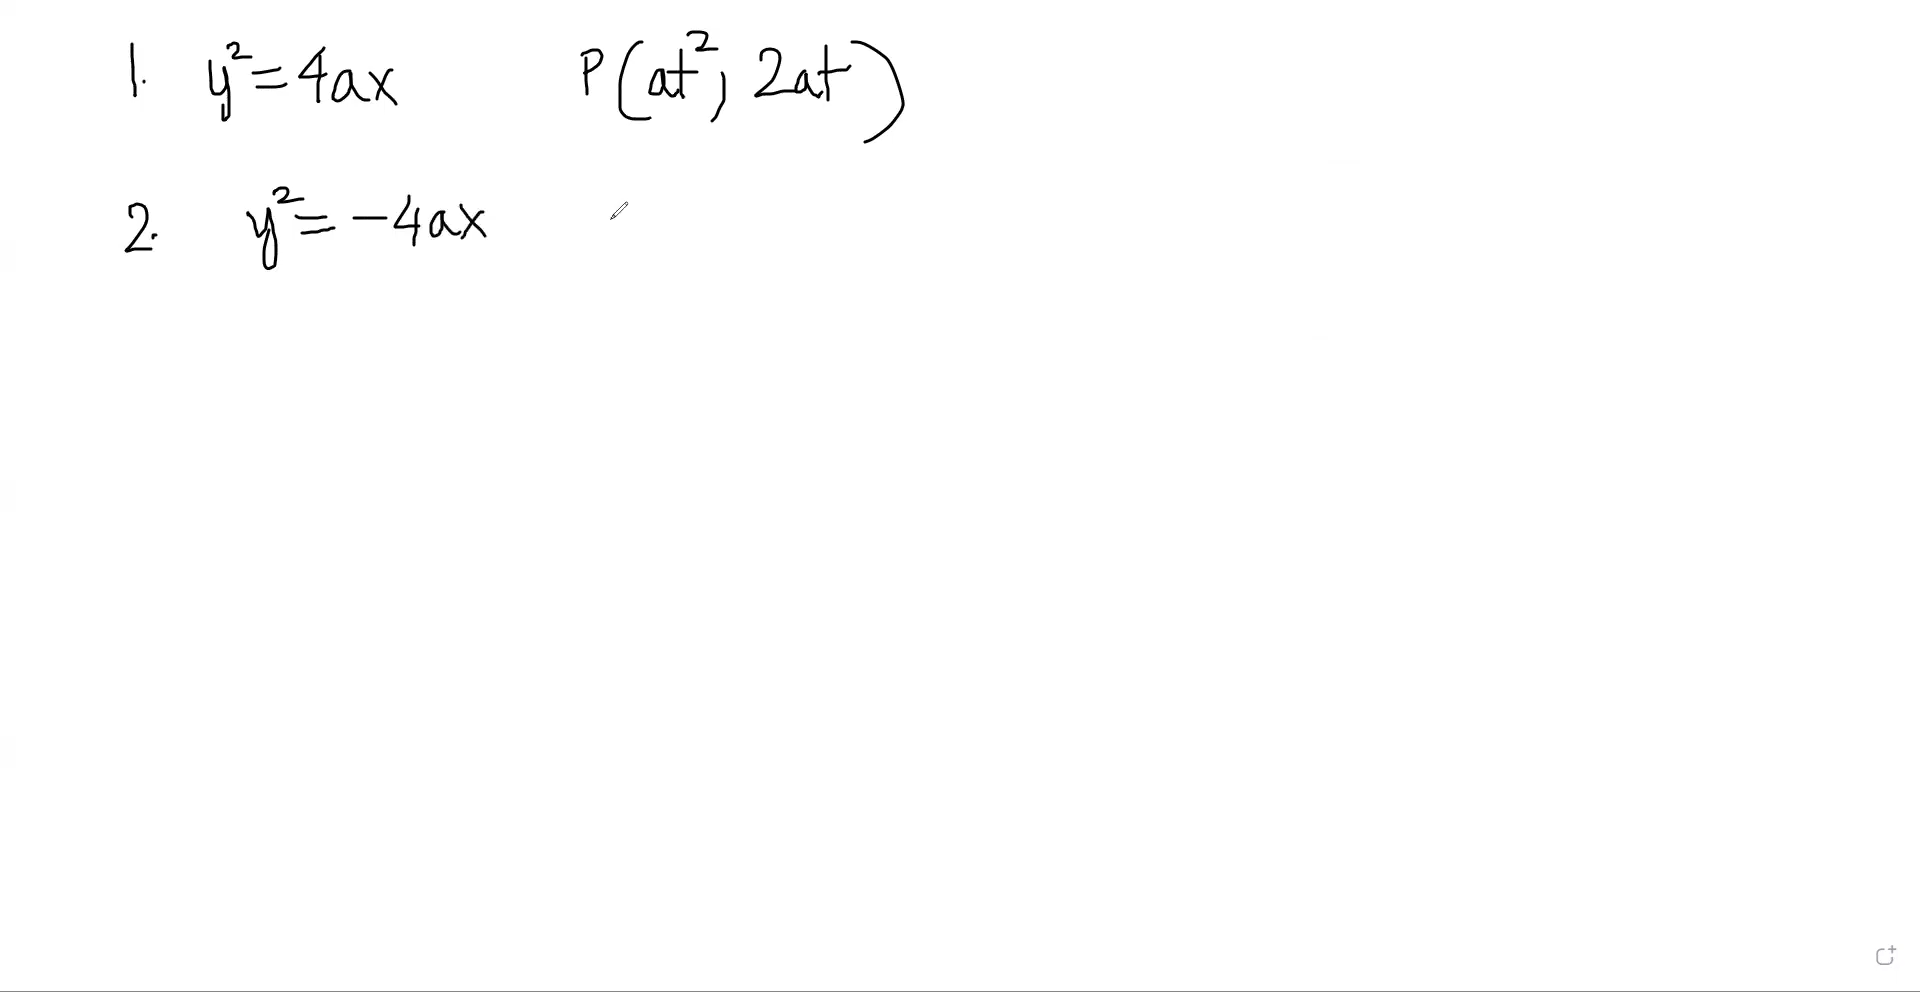 1. y²=4ax P(at², 2at)
2. y²=-4ax